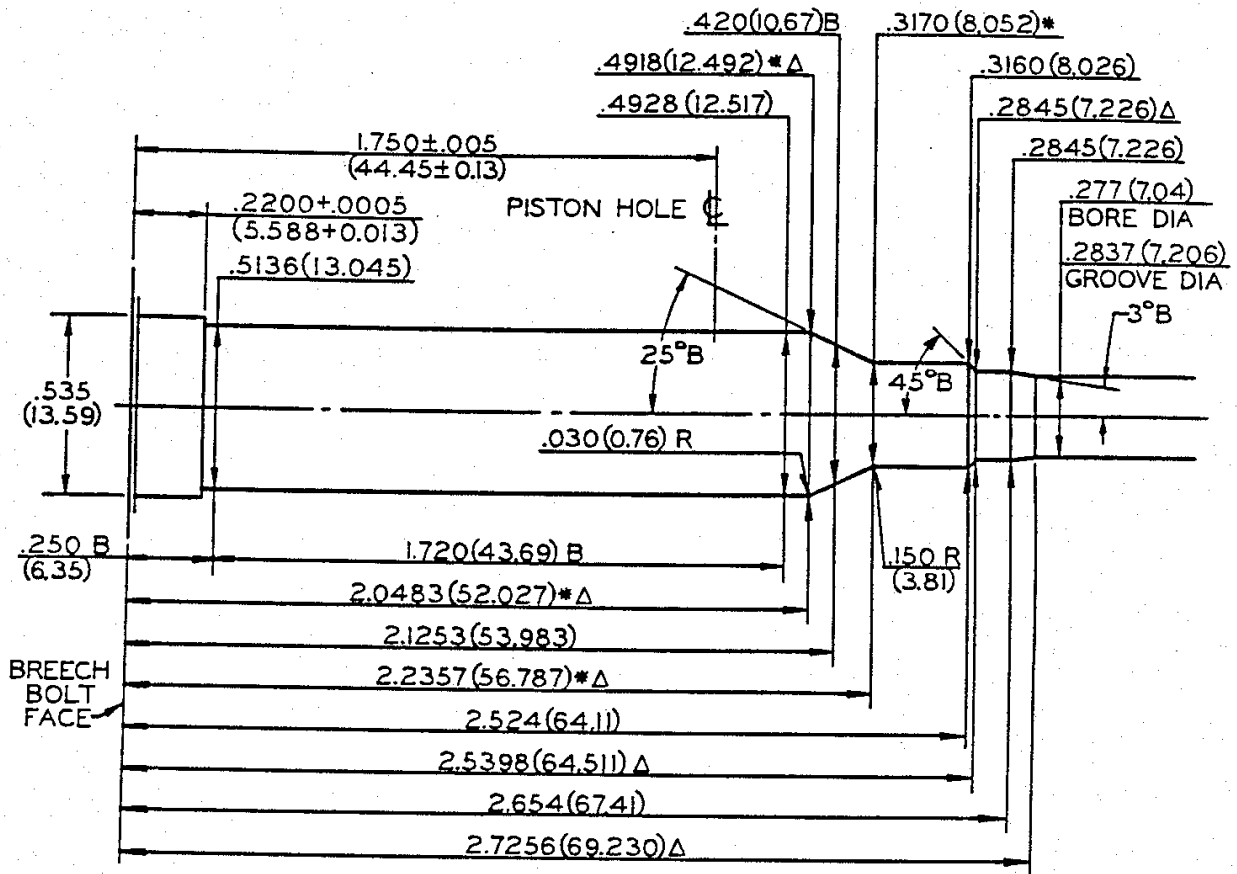 .420(10.67)B
.3170(8.052)*
.4918(12.492)*Δ
.3160(8.026)
.4928(12.517)
.2845(7.226)Δ
1.750±.005
(44.45±0.13)
.2845(7.226)
.2200+.0005
(5.588+0.013)
PISTON HOLE ℄
.277(7.04)
BORE DIA
.5136(13.045)
.2837(7.206)
GROOVE DIA
3°B
25°B
45°B
.535
(13.59)
.030(0.76) R
.250 B
(6.35)
1.720(43.69) B
.150 R
(3.81)
2.0483(52.027)*Δ
2.1253(53.983)
BREECH
BOLT
FACE
2.2357(56.787)*Δ
2.524(64.11)
2.5398(64.511)Δ
2.654(67.41)
2.7256(69.230)Δ